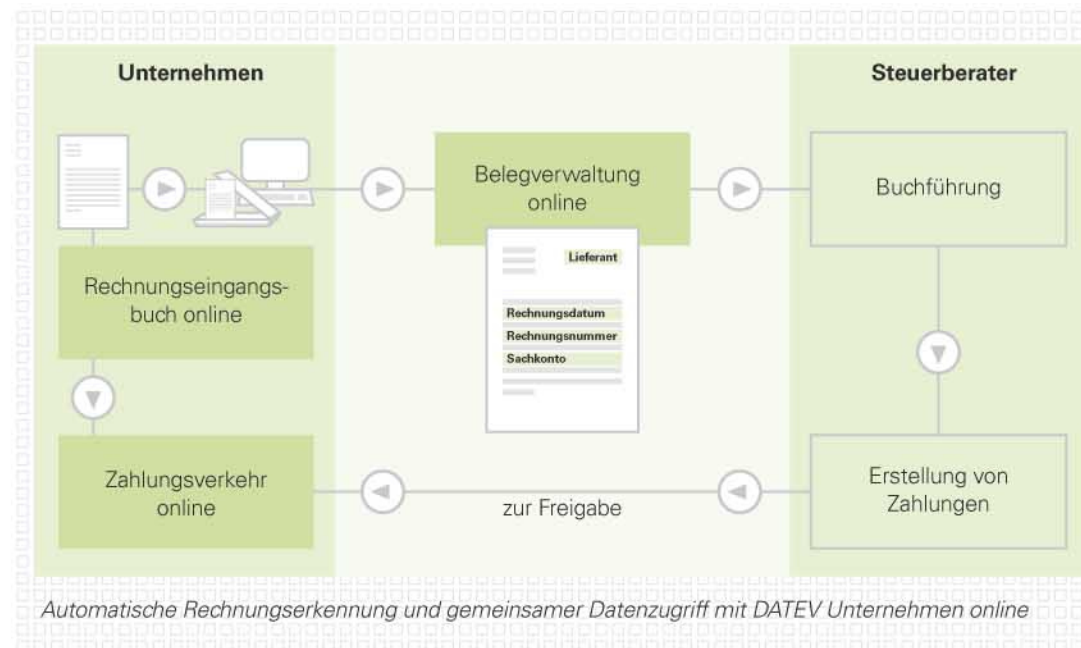 Unternehmen
Steuerberater
Belegverwaltung
online
Buchführung
Lieferant
Rechnungsdatum
Rechnungsnummer
Sachkonto
Rechnungseingangs-
buch online
Zahlungsverkehr
online
zur Freigabe
Erstellung von
Zahlungen
Automatische Rechnungserkennung und gemeinsamer Datenzugriff mit DATEV Unternehmen online